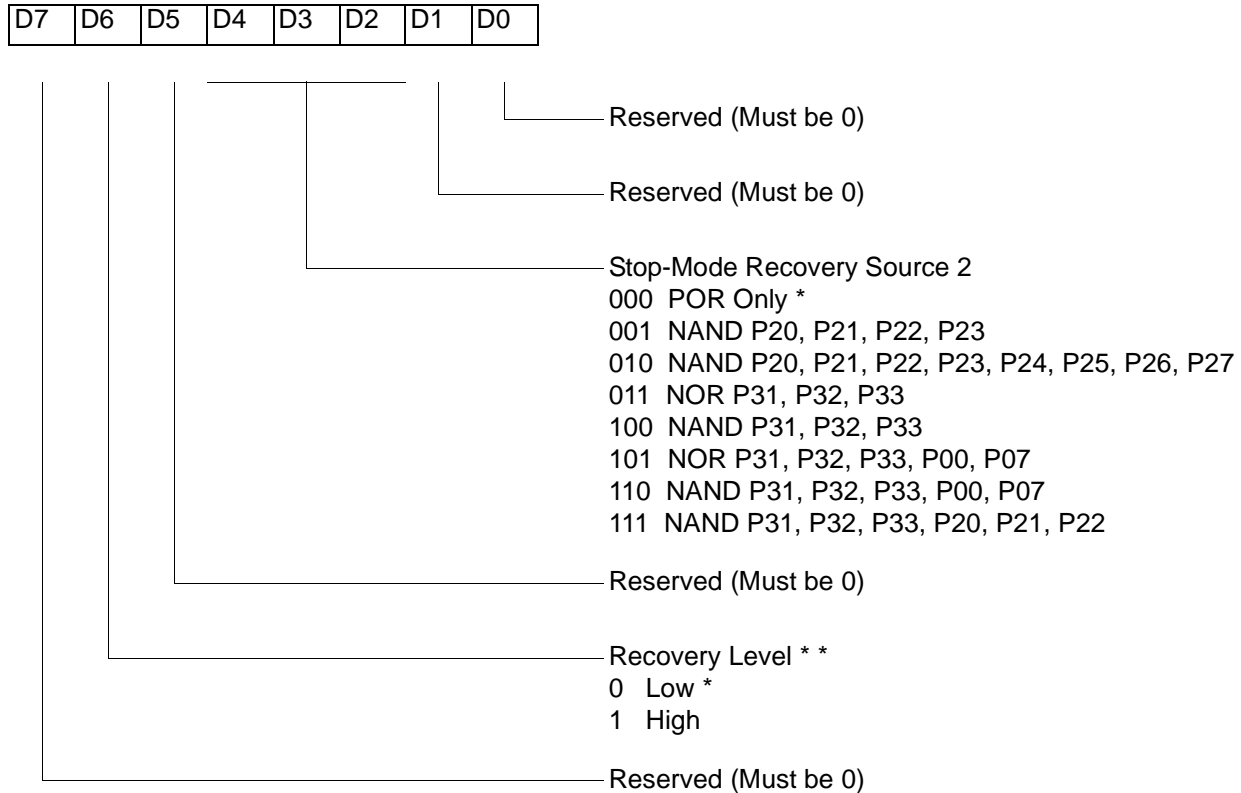 D7 D6 D5 D4 D3 D2 D1 D0
Reserved (Must be 0)
Reserved (Must be 0)
Stop-Mode Recovery Source 2
000 POR Only *
001 NAND P20, P21, P22, P23
010 NAND P20, P21, P22, P23, P24, P25, P26, P27
011 NOR P31, P32, P33
100 NAND P31, P32, P33
101 NOR P31, P32, P33, P00, P07
110 NAND P31, P32, P33, P00, P07
111 NAND P31, P32, P33, P20, P21, P22
Reserved (Must be 0)
Recovery Level * *
0 Low *
1 High
Reserved (Must be 0)